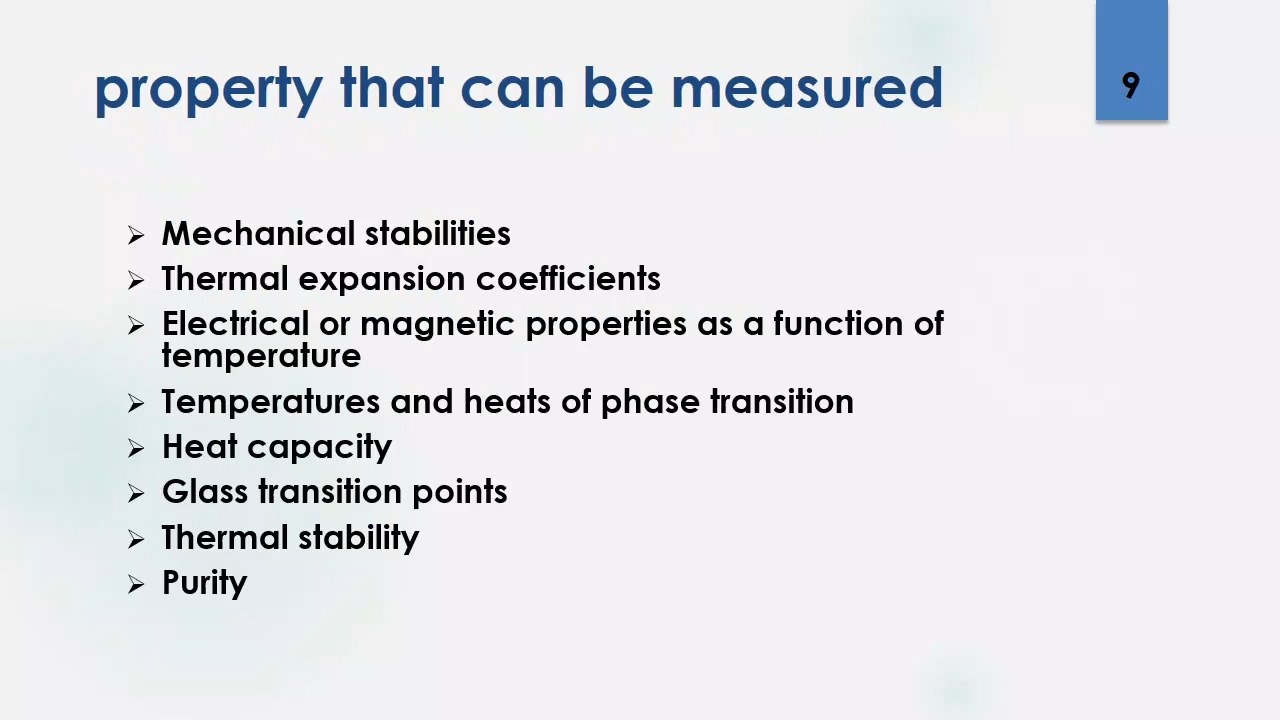 property that can be measured
9
➢ Mechanical stabilities
➢ Thermal expansion coefficients
➢ Electrical or magnetic properties as a function of
temperature
➢ Temperatures and heats of phase transition
➢ Heat capacity
➢ Glass transition points
➢ Thermal stability
➢ Purity